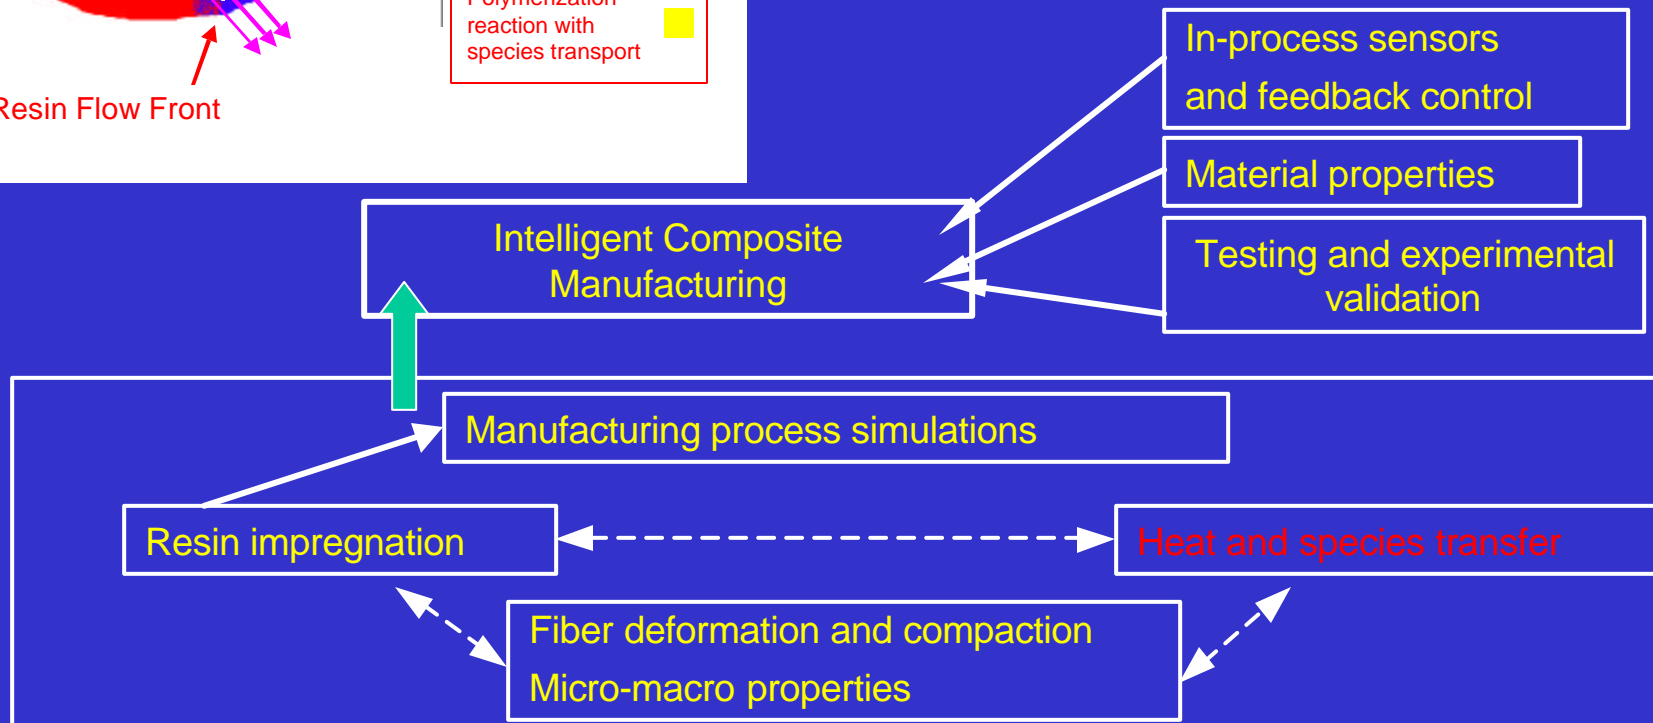 Polymerization
reaction with
species transport
Resin Flow Front
In-process sensors
and feedback control
Material properties
Testing and experimental
validation
Intelligent Composite
Manufacturing
Manufacturing process simulations
Resin impregnation
Heat and species transfer
Fiber deformation and compaction
Micro-macro properties